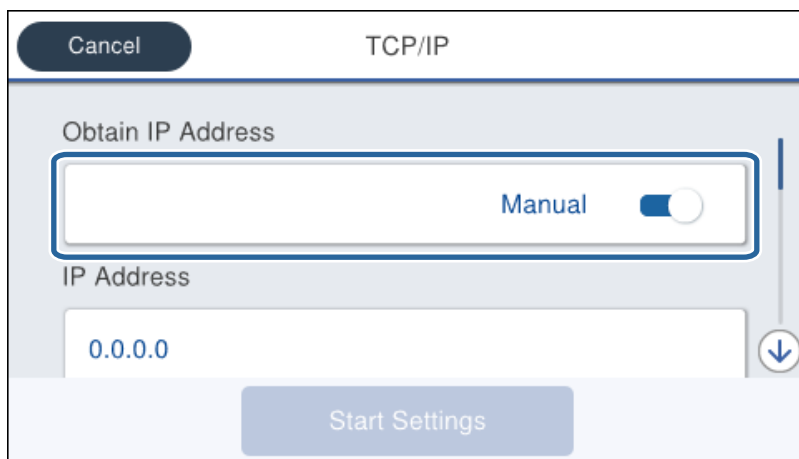 Cancel TCP/IP
Obtain IP Address
Manual
IP Address
0.0.0.0
Start Settings